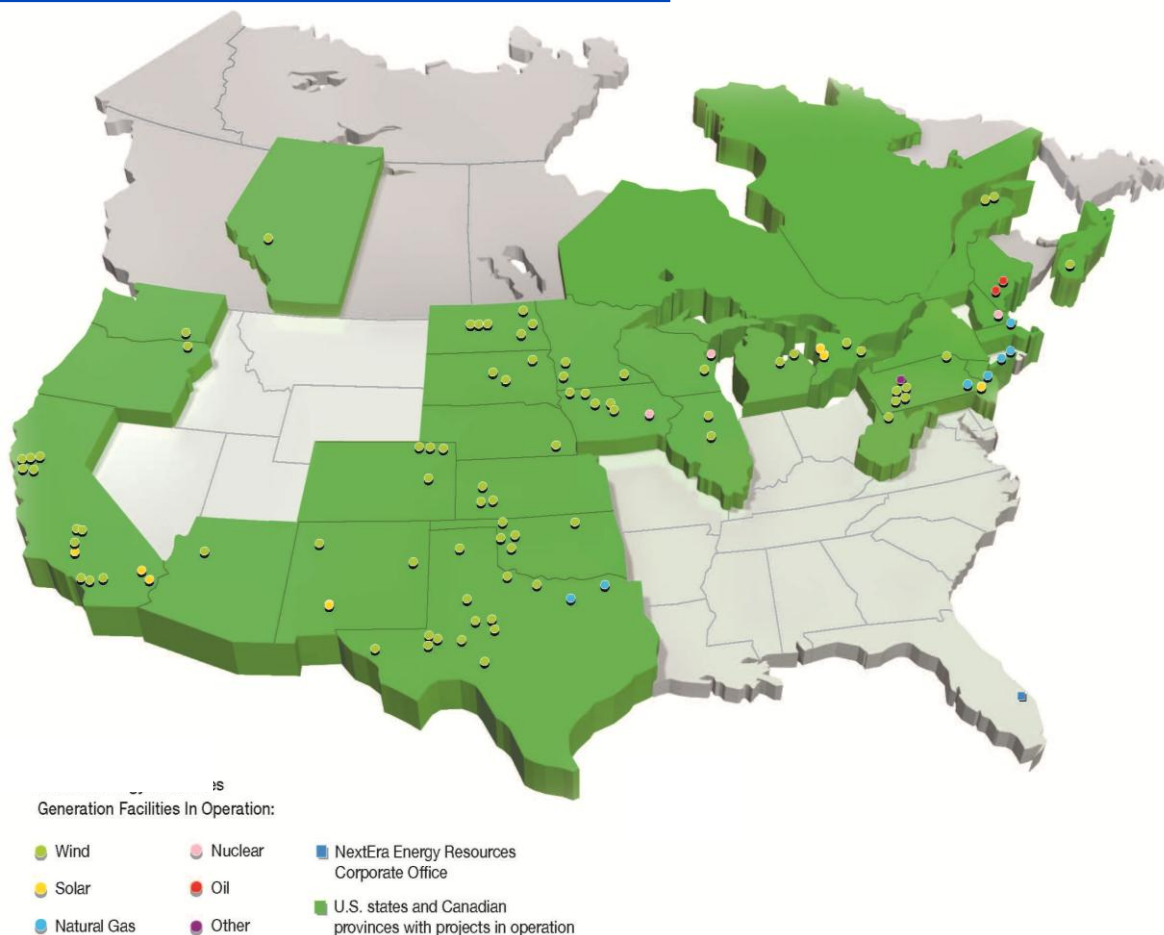 Generation Facilities In Operation:
Wind
Solar
Natural Gas
Nuclear
Oil
Other
NextEra Energy Resources
Corporate Office
U.S. states and Canadian
provinces with projects in operation